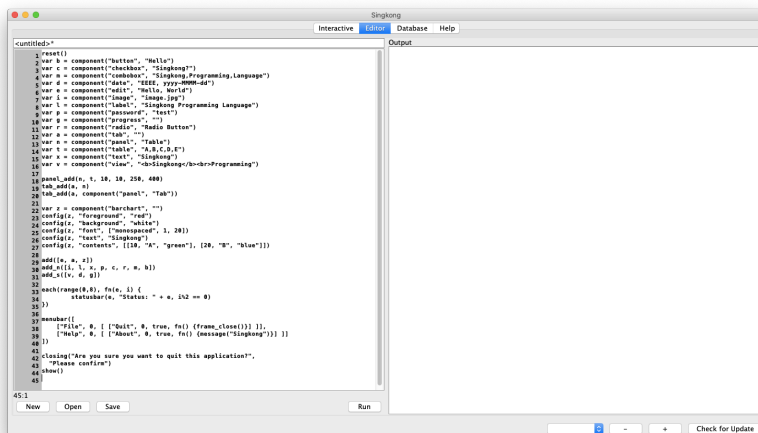 Singkong
Interactive Editor Database Help
<untitled>* Output
1 reset()
2 var b = component("button", "Hello")
3 var c = component("checkbox", "Singkong?")
4 var m = component("combobox", "Singkong,Programming,Language")
5 var d = component("date", "EEEE, yyyy-MMMM-dd")
6 var e = component("edit", "Hello, World")
7 var i = component("image", "image.jpg")
8 var l = component("label", "Singkong Programming Language")
9 var p = component("password", "test")
10 var g = component("progress", "")
11 var r = component("radio", "Radio Button")
12 var a = component("tab", "")
13 var n = component("panel", "Table")
14 var t = component("table", "A,B,C,D,E")
15 var x = component("text", "Singkong")
16 var v = component("view", "<b>Singkong</b><br>Programming")
17
18 panel_add(n, t, 10, 10, 250, 400)
19 tab_add(a, n)
20 tab_add(a, component("panel", "Tab"))
21
22 var z = component("barchart", "")
23 config(z, "foreground", "red")
24 config(z, "background", "white")
25 config(z, "font", ["monospaced", 1, 20])
26 config(z, "text", "Singkong")
27 config(z, "contents", [[10, "A", "green"], [20, "B", "blue"]])
28
29 add([e, a, z])
30 add_n([i, l, x, p, c, r, m, b])
31 add_s([v, d, g])
32
33 each(range(0,8), fn(e, i) {
34 statusbar(e, "Status: " + e, i%2 == 0)
35 })
36
37 menubar([
38 ["File", 0, [ ["Quit", 0, true, fn() {frame_close()}] ]],
39 ["Help", 0, [ ["About", 0, true, fn() {message("Singkong")}] ]]
40 ])
41
42 closing("Are you sure you want to quit this application?",
43 "Please confirm")
44 show()
45
45:1
New Open Save Run
- + Check for Update